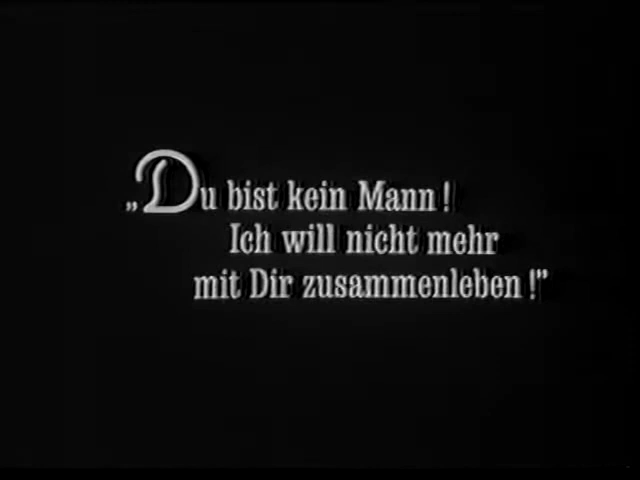 „Du bist kein Mann!
Ich will nicht mehr
mit Dir zusammenleben!”